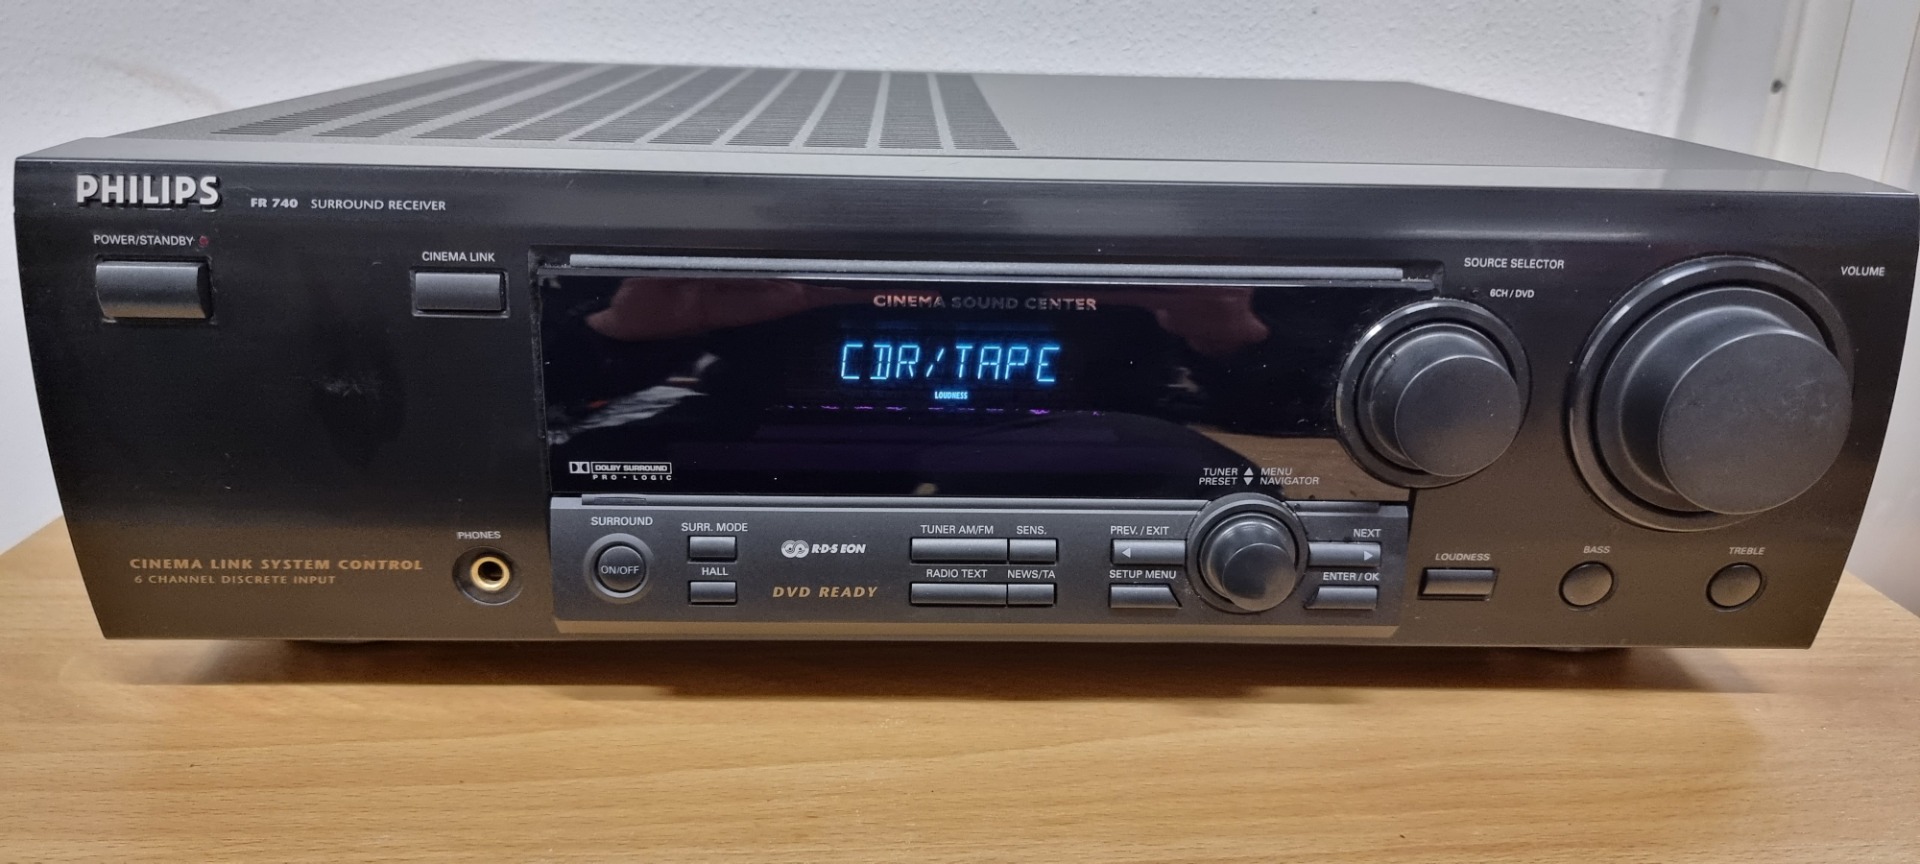 PHILIPS
FR 740 SURROUND RECEIVER
POWER/STANDBY
CINEMA LINK
CINEMA SOUND CENTER
CDR/TAPE
LOUDNESS
SOURCE SELECTOR
6CH / DVD
VOLUME
DOLBY SURROUND
PRO • LOGIC
TUNER MENU
PRESET NAVIGATOR
PHONES
CINEMA LINK SYSTEM CONTROL
6 CHANNEL DISCRETE INPUT
SURROUND
ON/OFF
SURR. MODE
HALL
R•D•S EON
DVD READY
TUNER AM/FM
SENS.
RADIO TEXT
NEWS/TA
PREV. / EXIT
SETUP MENU
NEXT
ENTER / OK
LOUDNESS
BASS
TREBLE